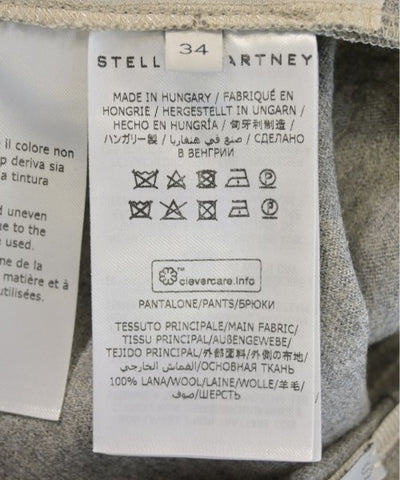 34
STELL CARTNEY
MADE IN HUNGARY / FABRIQUÉ EN
HONGRIE / HERGESTELLT IN UNGARN /
HECHO EN HUNGRÍA / 匈牙利制造 /
ハンガリー製 / صنع في هنغاريا / СДЕЛАНО
В ВЕНГРИИ
clevercare.info
PANTALONE/PANTS/БРЮКИ
TESSUTO PRINCIPALE/MAIN FABRIC/
TISSU PRINCIPAL/AUßENGEWEBE/
TEJIDO PRINCIPAL/外部面料/外側の布地/
القماش الخارجي/ОСНОВНАЯ ТКАНЬ
100% LANA/WOOL/LAINE/WOLLE/羊毛/
صوف/ШЕРСТЬ
il colore non
deriva sia
tintura
uneven
ue to the
used.
ne de la
matière et à
utilisées.